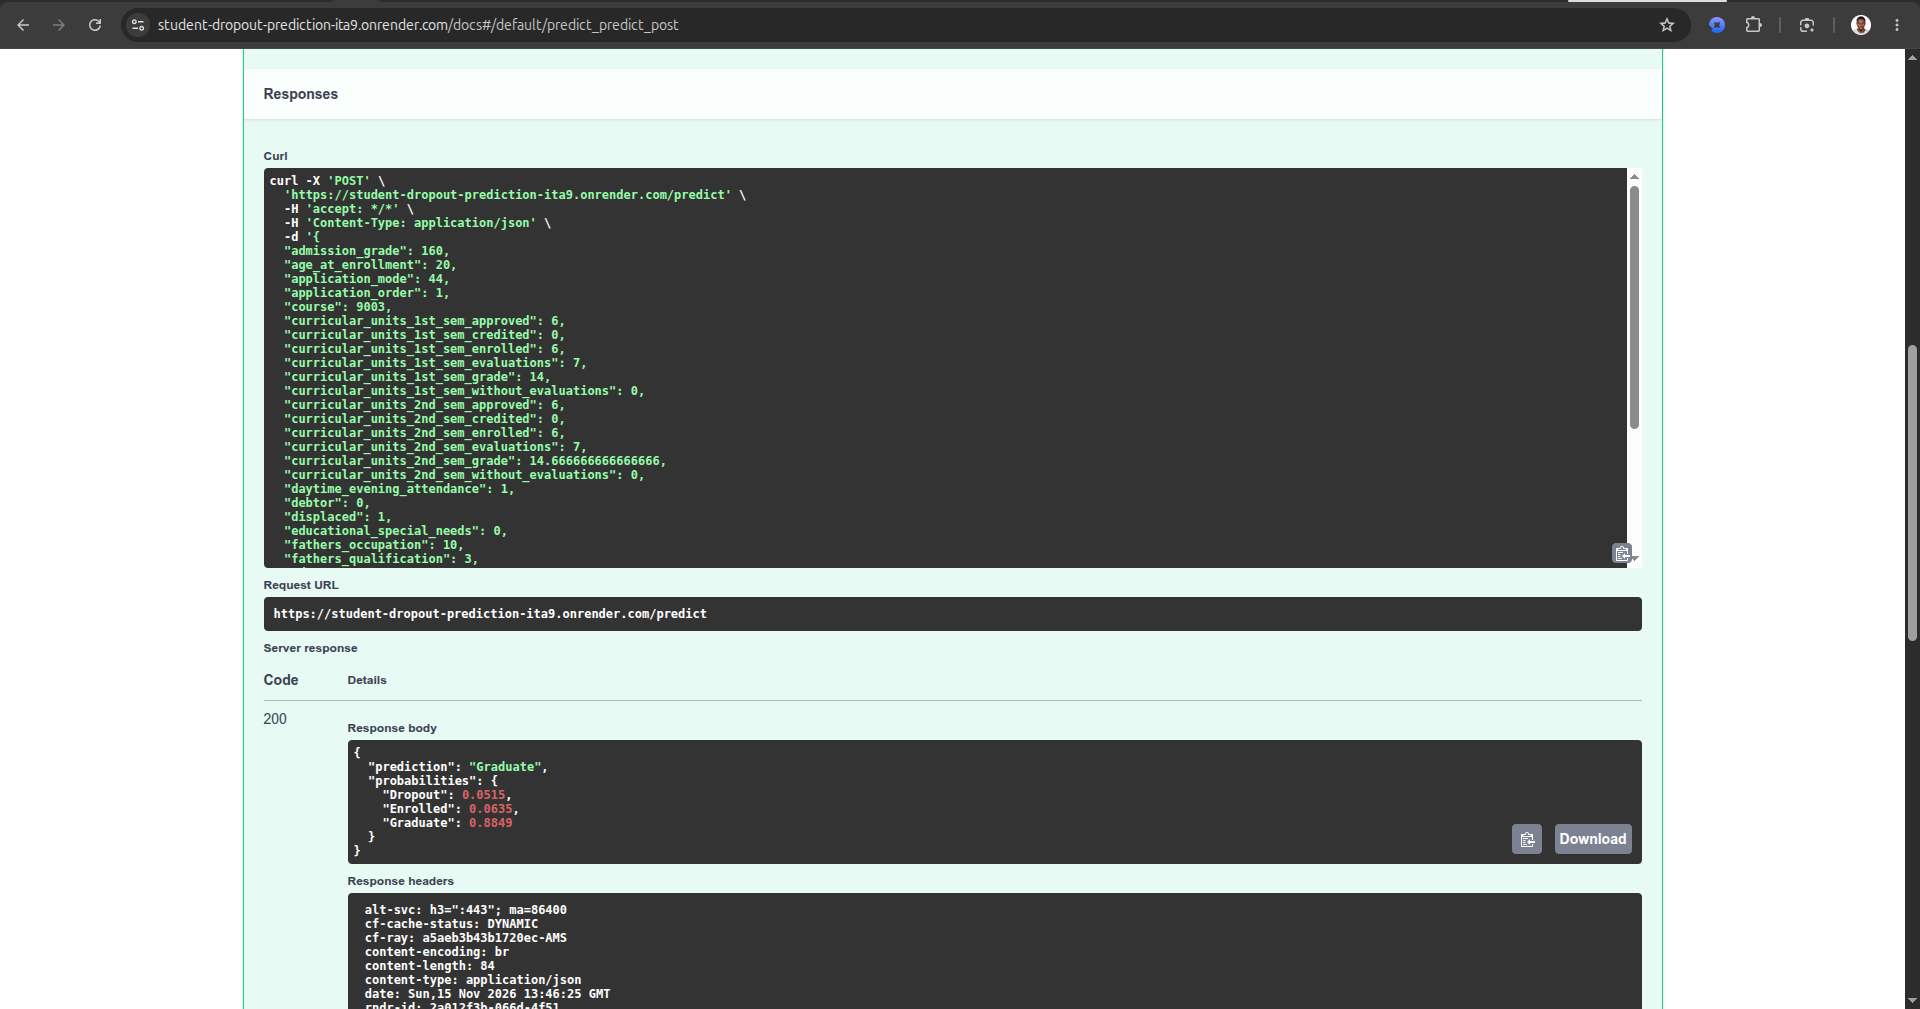 student-dropout-prediction-ita9.onrender.com/docs#/default/predict_predict_post
Responses
Curl
curl -X 'POST' \
'https://student-dropout-prediction-ita9.onrender.com/predict' \
-H 'accept: */*' \
-H 'Content-Type: application/json' \
-d '{
"admission_grade": 160,
"age_at_enrollment": 20,
"application_mode": 44,
"application_order": 1,
"course": 9003,
"curricular_units_1st_sem_approved": 6,
"curricular_units_1st_sem_credited": 0,
"curricular_units_1st_sem_enrolled": 6,
"curricular_units_1st_sem_evaluations": 7,
"curricular_units_1st_sem_grade": 14,
"curricular_units_1st_sem_without_evaluations": 0,
"curricular_units_2nd_sem_approved": 6,
"curricular_units_2nd_sem_credited": 0,
"curricular_units_2nd_sem_enrolled": 6,
"curricular_units_2nd_sem_evaluations": 7,
"curricular_units_2nd_sem_grade": 14.666666666666666,
"curricular_units_2nd_sem_without_evaluations": 0,
"daytime_evening_attendance": 1,
"debtor": 0,
"displaced": 1,
"educational_special_needs": 0,
"fathers_occupation": 10,
"fathers_qualification": 3,
Request URL
https://student-dropout-prediction-ita9.onrender.com/predict
Server response
Code Details
200
Response body
{
"prediction": "Graduate",
"probabilities": {
"Dropout": 0.0515,
"Enrolled": 0.0635,
"Graduate": 0.8849
}
}
Download
Response headers
alt-svc: h3=":443"; ma=86400
cf-cache-status: DYNAMIC
cf-ray: a5aeb3b43b1720ec-AMS
content-encoding: br
content-length: 84
content-type: application/json
date: Sun,15 Nov 2026 13:46:25 GMT
rndr-id: 2a012f3b-066d-4f51